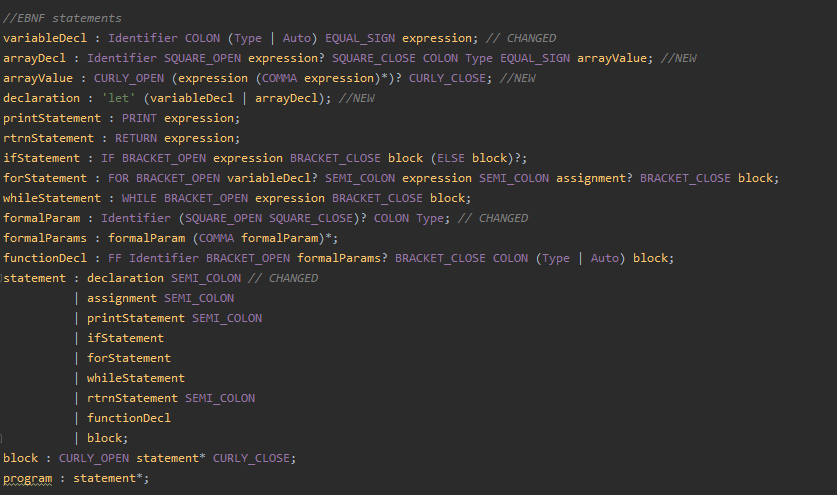 //EBNF statements
variableDecl : Identifier COLON (Type | Auto) EQUAL_SIGN expression; // CHANGED
arrayDecl : Identifier SQUARE_OPEN expression? SQUARE_CLOSE COLON Type EQUAL_SIGN arrayValue; //NEW
arrayValue : CURLY_OPEN (expression (COMMA expression)*)? CURLY_CLOSE; //NEW
declaration : 'let' (variableDecl | arrayDecl); //NEW
printStatement : PRINT expression;
rtrnStatement : RETURN expression;
ifStatement : IF BRACKET_OPEN expression BRACKET_CLOSE block (ELSE block)?;
forStatement : FOR BRACKET_OPEN variableDecl? SEMI_COLON expression SEMI_COLON assignment? BRACKET_CLOSE block;
whileStatement : WHILE BRACKET_OPEN expression BRACKET_CLOSE block;
formalParam : Identifier (SQUARE_OPEN SQUARE_CLOSE)? COLON Type; // CHANGED
formalParams : formalParam (COMMA formalParam)*;
functionDecl : FF Identifier BRACKET_OPEN formalParams? BRACKET_CLOSE COLON (Type | Auto) block;
statement : declaration SEMI_COLON // CHANGED
| assignment SEMI_COLON
| printStatement SEMI_COLON
| ifStatement
| forStatement
| whileStatement
| rtrnStatement SEMI_COLON
| functionDecl
| block;
block : CURLY_OPEN statement* CURLY_CLOSE;
program : statement*;